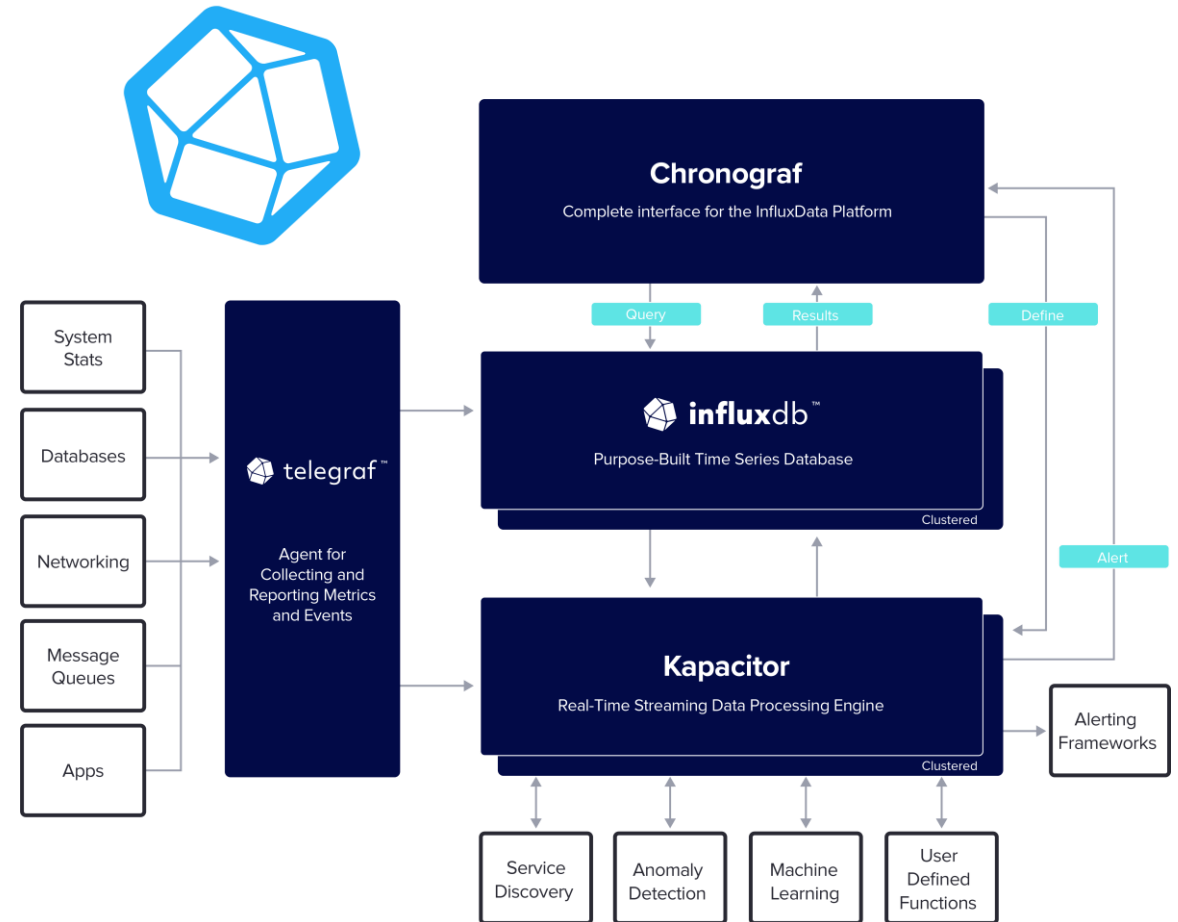 Chronograf
Complete interface for the InfluxData Platform
Query
Results
Define
System
Stats
Databases
Networking
Message
Queues
Apps
telegraf™
Agent for
Collecting and
Reporting Metrics
and Events
influxdb™
Purpose-Built Time Series Database
Clustered
Alert
Kapacitor
Real-Time Streaming Data Processing Engine
Clustered
Alerting
Frameworks
Service
Discovery
Anomaly
Detection
Machine
Learning
User
Defined
Functions